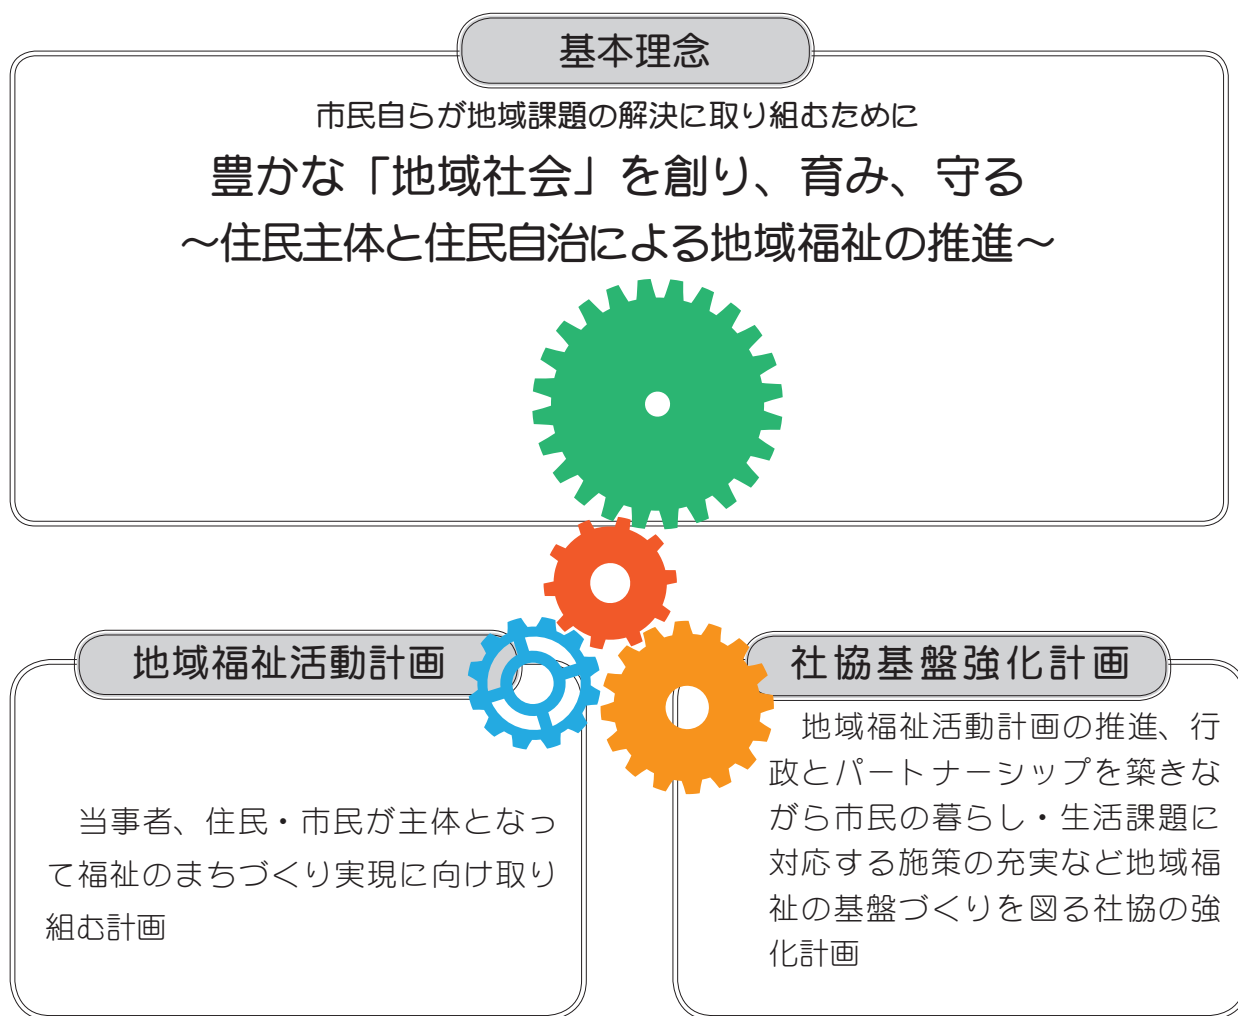 基本理念
市民自らが地域課題の解決に取り組むために
豊かな「地域社会」を創り、育み、守る
～住民主体と住民自治による地域福祉の推進～
地域福祉活動計画
当事者、住民・市民が主体となっ
て福祉のまちづくり実現に向け取り
組む計画
社協基盤強化計画
地域福祉活動計画の推進、行
政とパートナーシップを築きな
がら市民の暮らし・生活課題に
対応する施策の充実など地域福
祉の基盤づくりを図る社協の強
化計画